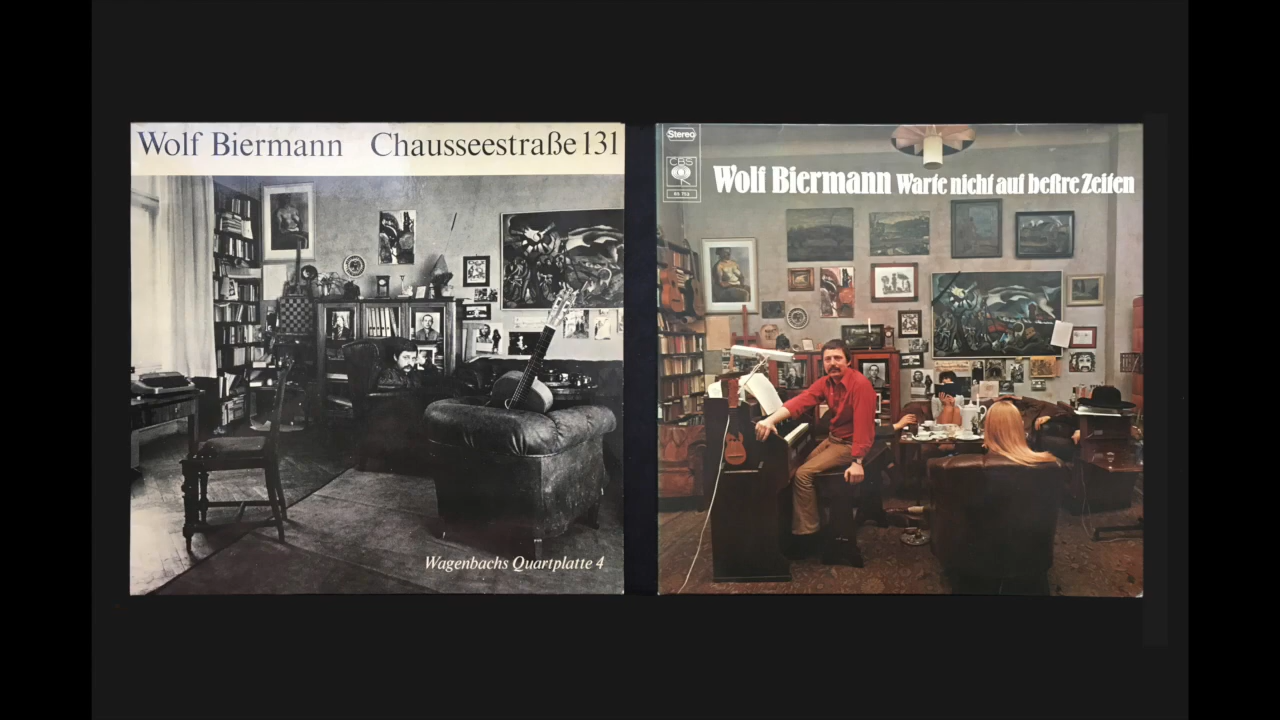 Wolf Biermann Chausseestraße 131
Wagenbachs Quartplatte 4
Stereo
CBS
Wolf Biermann Warte nicht auf beßre Zeiten